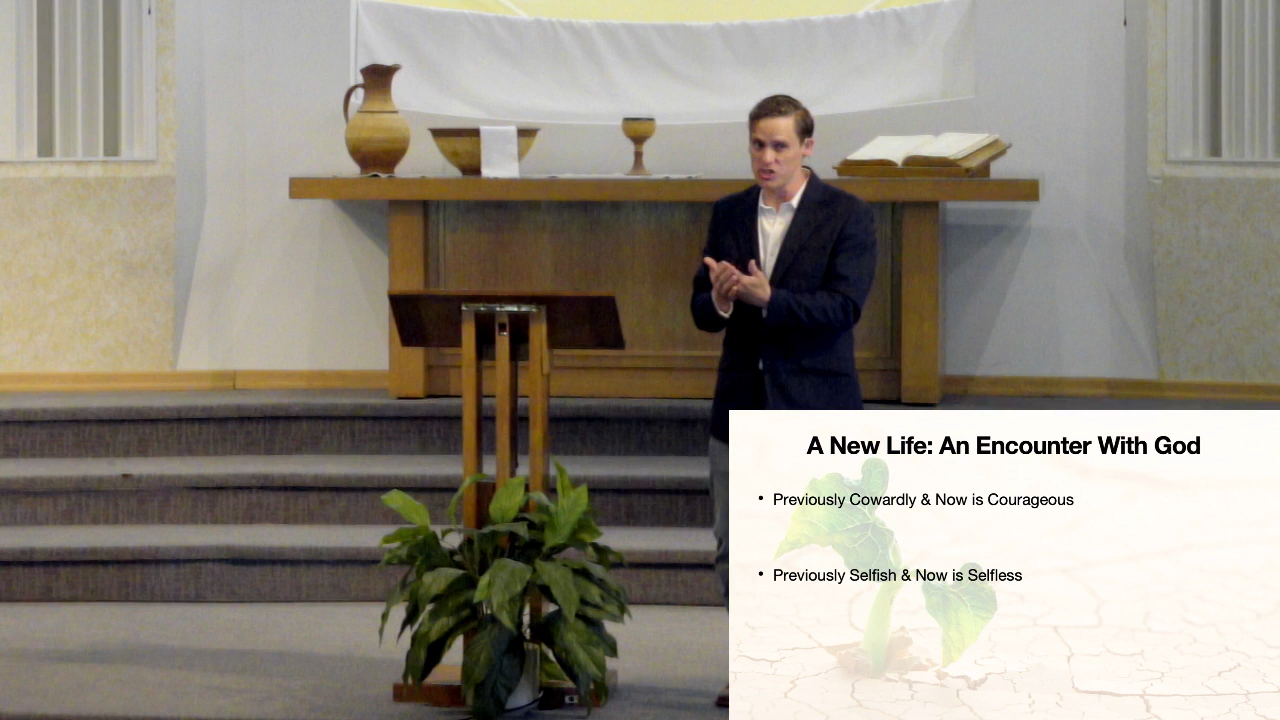 A New Life: An Encounter With God
• Previously Cowardly & Now is Courageous
• Previously Selfish & Now is Selfless